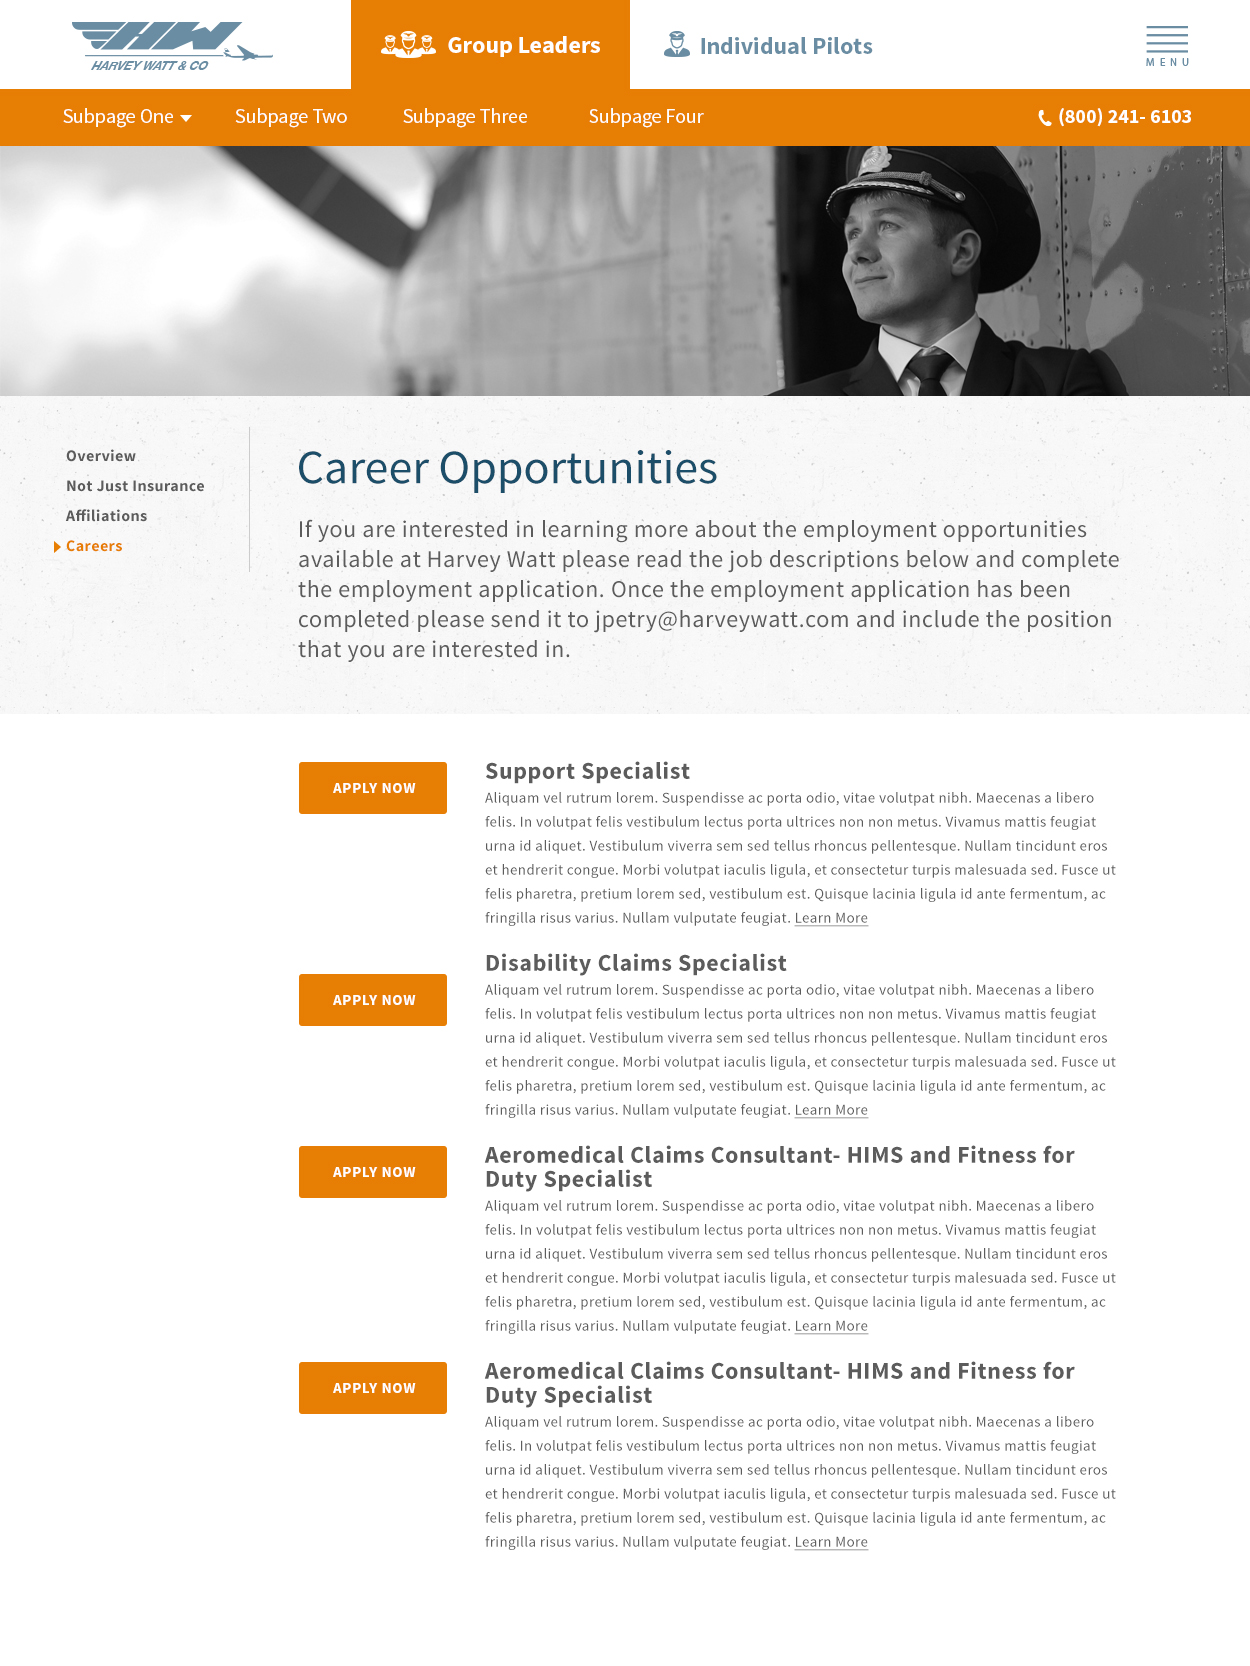 HARVEY WATT & CO
Group Leaders
Individual Pilots
MENU
Subpage One
Subpage Two
Subpage Three
Subpage Four
(800) 241- 6103
Overview
Not Just Insurance
Affiliations
Careers
Career Opportunities
If you are interested in learning more about the employment opportunities
available at Harvey Watt please read the job descriptions below and complete
the employment application. Once the employment application has been
completed please send it to jpetry@harveywatt.com and include the position
that you are interested in.
APPLY NOW
Support Specialist
Aliquam vel rutrum lorem. Suspendisse ac porta odio, vitae volutpat nibh. Maecenas a libero
felis. In volutpat felis vestibulum lectus porta ultrices non non metus. Vivamus mattis feugiat
urna id aliquet. Vestibulum viverra sem sed tellus rhoncus pellentesque. Nullam tincidunt eros
et hendrerit congue. Morbi volutpat iaculis ligula, et consectetur turpis malesuada sed. Fusce ut
felis pharetra, pretium lorem sed, vestibulum est. Quisque lacinia ligula id ante fermentum, ac
fringilla risus varius. Nullam vulputate feugiat. Learn More
APPLY NOW
Disability Claims Specialist
Aliquam vel rutrum lorem. Suspendisse ac porta odio, vitae volutpat nibh. Maecenas a libero
felis. In volutpat felis vestibulum lectus porta ultrices non non metus. Vivamus mattis feugiat
urna id aliquet. Vestibulum viverra sem sed tellus rhoncus pellentesque. Nullam tincidunt eros
et hendrerit congue. Morbi volutpat iaculis ligula, et consectetur turpis malesuada sed. Fusce ut
felis pharetra, pretium lorem sed, vestibulum est. Quisque lacinia ligula id ante fermentum, ac
fringilla risus varius. Nullam vulputate feugiat. Learn More
APPLY NOW
Aeromedical Claims Consultant- HIMS and Fitness for
Duty Specialist
Aliquam vel rutrum lorem. Suspendisse ac porta odio, vitae volutpat nibh. Maecenas a libero
felis. In volutpat felis vestibulum lectus porta ultrices non non metus. Vivamus mattis feugiat
urna id aliquet. Vestibulum viverra sem sed tellus rhoncus pellentesque. Nullam tincidunt eros
et hendrerit congue. Morbi volutpat iaculis ligula, et consectetur turpis malesuada sed. Fusce ut
felis pharetra, pretium lorem sed, vestibulum est. Quisque lacinia ligula id ante fermentum, ac
fringilla risus varius. Nullam vulputate feugiat. Learn More
APPLY NOW
Aeromedical Claims Consultant- HIMS and Fitness for
Duty Specialist
Aliquam vel rutrum lorem. Suspendisse ac porta odio, vitae volutpat nibh. Maecenas a libero
felis. In volutpat felis vestibulum lectus porta ultrices non non metus. Vivamus mattis feugiat
urna id aliquet. Vestibulum viverra sem sed tellus rhoncus pellentesque. Nullam tincidunt eros
et hendrerit congue. Morbi volutpat iaculis ligula, et consectetur turpis malesuada sed. Fusce ut
felis pharetra, pretium lorem sed, vestibulum est. Quisque lacinia ligula id ante fermentum, ac
fringilla risus varius. Nullam vulputate feugiat. Learn More